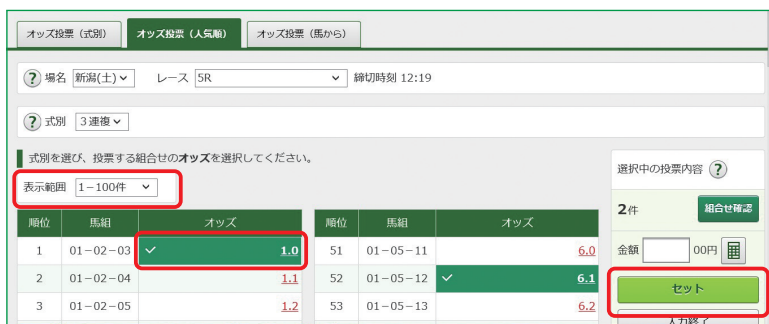 オッズ投票（式別） オッズ投票（人気順） オッズ投票（馬から）
? 場名 新潟(土) レース 5R 締切時刻 12:19
? 式別 3連複
式別を選び、投票する組合せのオッズを選択してください。
表示範囲 1－100件
順位 馬組 オッズ 順位 馬組 オッズ
1 01－02－03 1.0 51 01－05－11 6.0
2 01－02－04 1.1 52 01－05－12 6.1
3 01－02－05 1.2 53 01－05－13 6.2
選択中の投票内容 ?
2件 組合せ確認
金額 00円
セット
入力終了